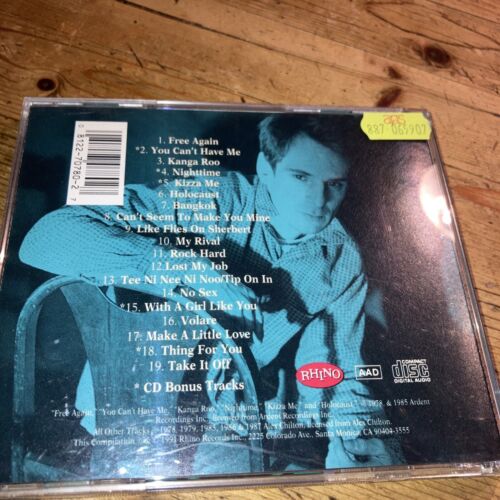 887 065907
8122-70780-2
1. Free Again
*2. You Can't Have Me
3. Kanga Roo
*4. Nighttime
*5. Kizza Me
6. Holocaust
7. Bangkok
8. Can't Seem To Make You Mine
9. Like Flies On Sherbert
10. My Rival
11. Rock Hard
12. Lost My Job
13. Tee Ni Nee Ni Noo/Tip On In
14. No Sex
*15. With A Girl Like You
16. Volare
17. Make A Little Love
*18. Thing For You
19. Take It Off
* CD Bonus Tracks
RHINO
AAD
COMPACT
disc
DIGITAL AUDIO
"Free Again," "You Can't Have Me," "Kanga Roo," "Nighttime," "Kizza Me" and "Holocaust" 1978 & 1985 Ardent
Recordings Inc. licensed from Ardent Recordings Inc.
All Other Tracks 1978, 1979, 1985, 1986 & 1987 Alex Chilton, licensed from Alex Chilton.
This Compilation 1991 Rhino Records Inc., 2225 Colorado Ave., Santa Monica, CA 90404-3555